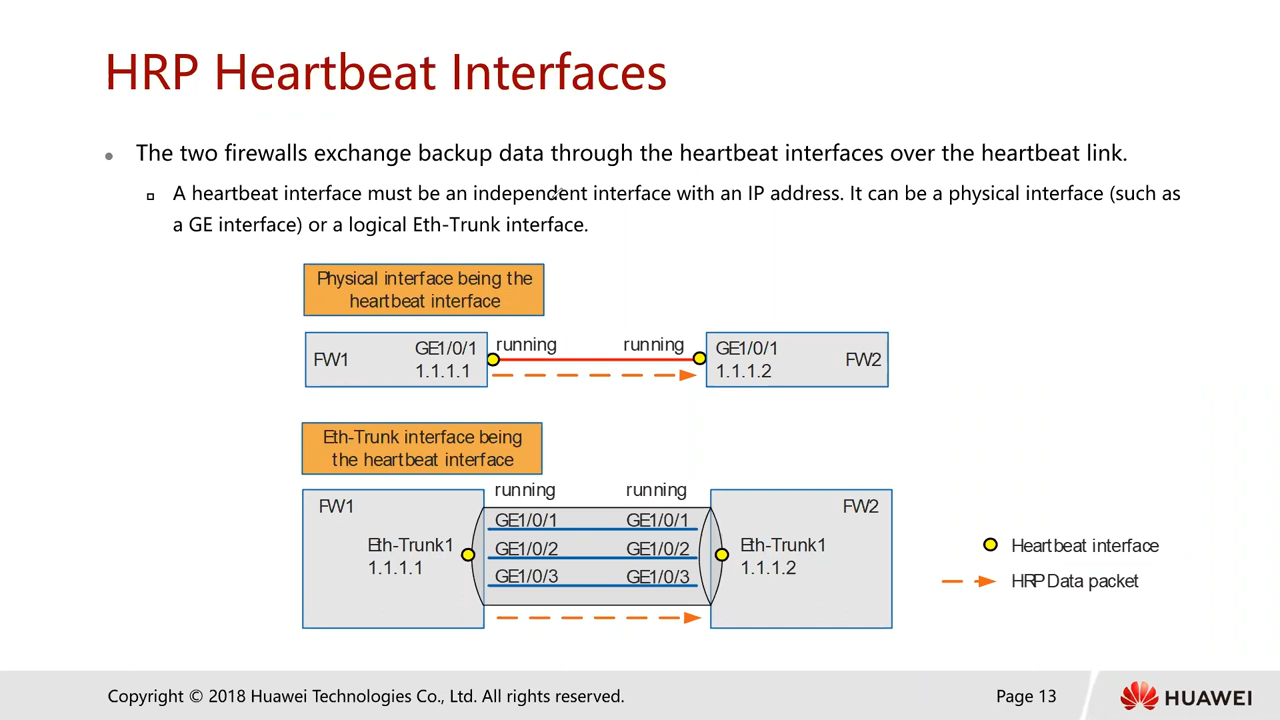 HRP Heartbeat Interfaces
The two firewalls exchange backup data through the heartbeat interfaces over the heartbeat link.
A heartbeat interface must be an independent interface with an IP address. It can be a physical interface (such as
a GE interface) or a logical Eth-Trunk interface.
Physical interface being the
heartbeat interface
FW1
GE1/0/1
1.1.1.1
running
running
GE1/0/1
1.1.1.2
FW2
Eth-Trunk interface being
the heartbeat interface
running
running
FW1
Eth-Trunk1
1.1.1.1
GE1/0/1
GE1/0/1
GE1/0/2
GE1/0/2
GE1/0/3
GE1/0/3
FW2
Eth-Trunk1
1.1.1.2
Heartbeat interface
HRP Data packet
Copyright © 2018 Huawei Technologies Co., Ltd. All rights reserved.
Page 13
HUAWEI